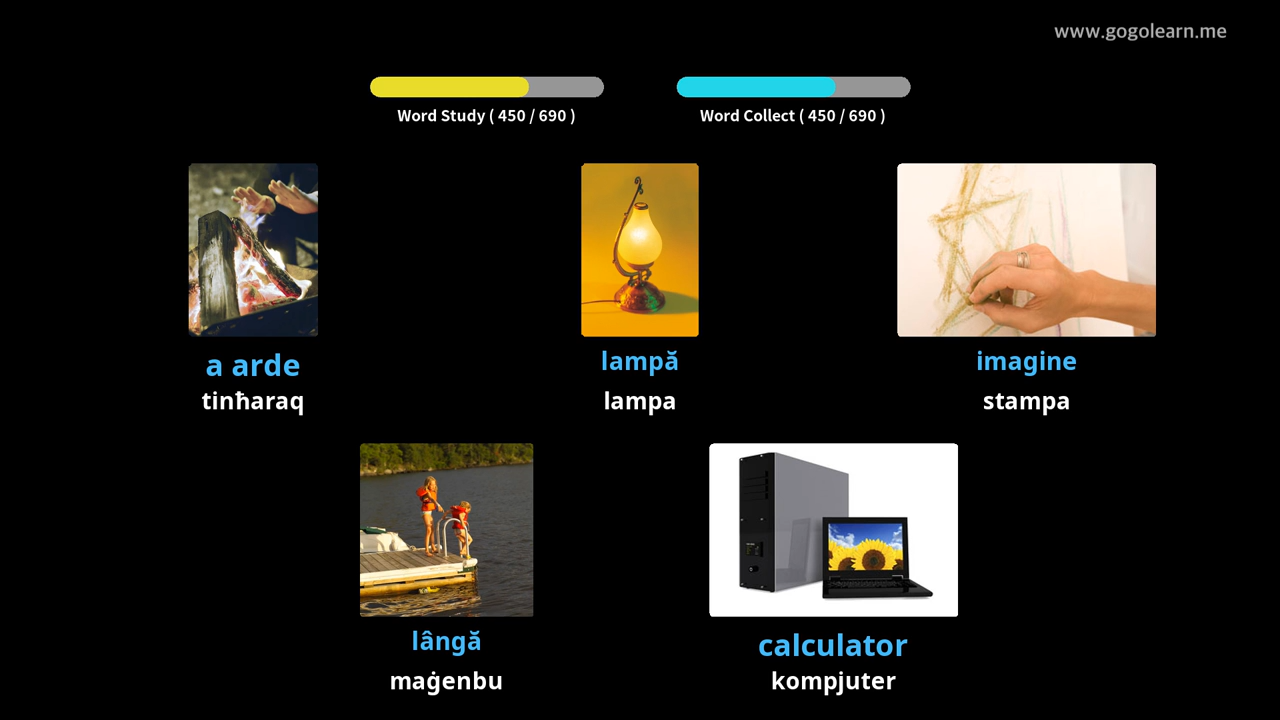 www.gogolearn.me
Word Study ( 450 / 690 )
Word Collect ( 450 / 690 )
a arde
tinħaraq
lampă
lampa
imagine
stampa
lângă
maġenbu
calculator
kompjuter